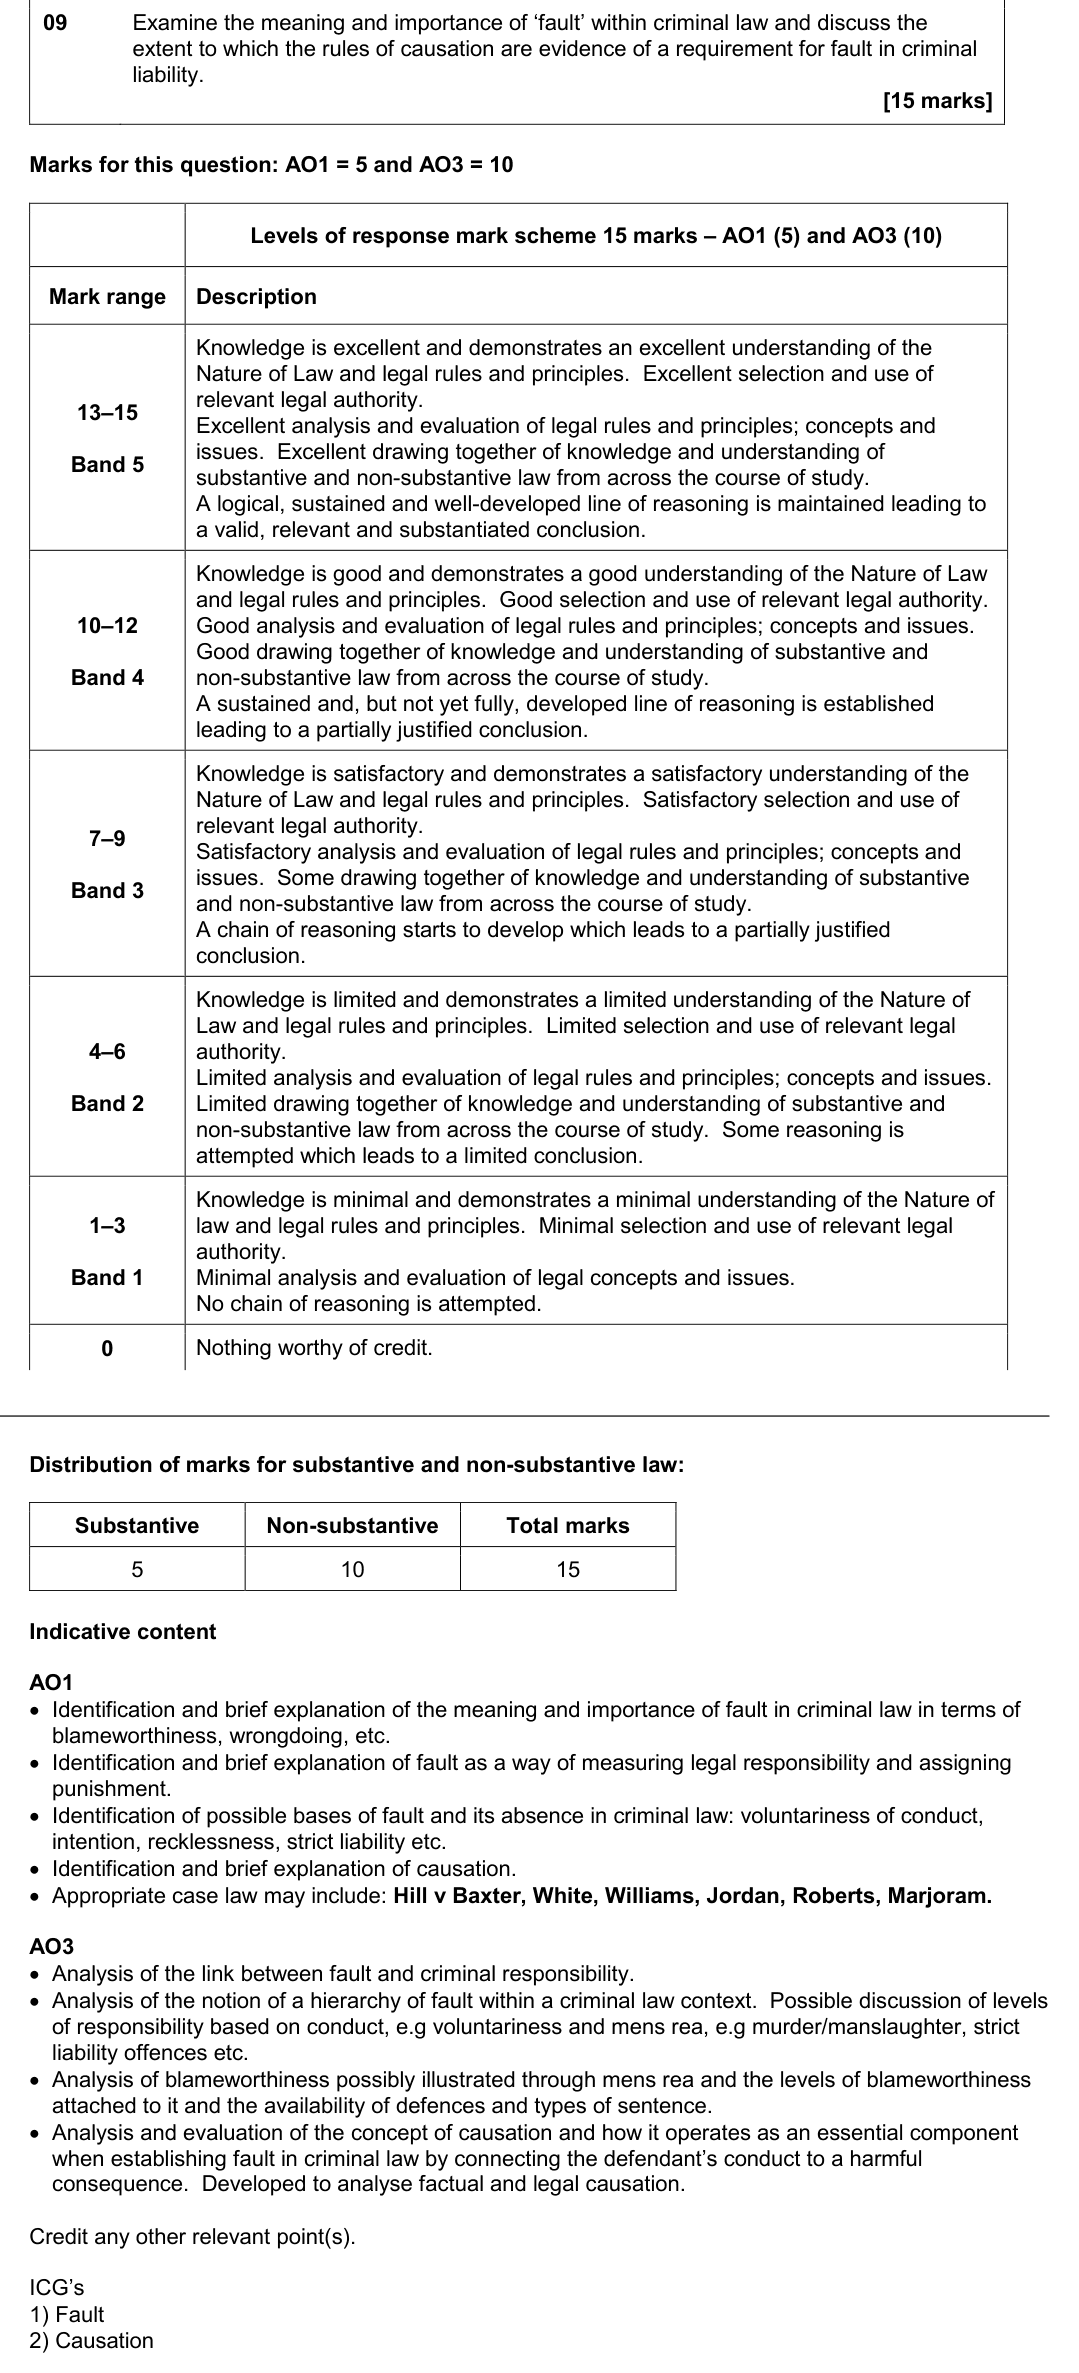 09 Examine the meaning and importance of ‘fault’ within criminal law and discuss the
extent to which the rules of causation are evidence of a requirement for fault in criminal
liability.
[15 marks]
Marks for this question: AO1 = 5 and AO3 = 10
Levels of response mark scheme 15 marks – AO1 (5) and AO3 (10)
Mark range Description
13–15
Band 5
Knowledge is excellent and demonstrates an excellent understanding of the
Nature of Law and legal rules and principles. Excellent selection and use of
relevant legal authority.
Excellent analysis and evaluation of legal rules and principles; concepts and
issues. Excellent drawing together of knowledge and understanding of
substantive and non-substantive law from across the course of study.
A logical, sustained and well-developed line of reasoning is maintained leading to
a valid, relevant and substantiated conclusion.
10–12
Band 4
Knowledge is good and demonstrates a good understanding of the Nature of Law
and legal rules and principles. Good selection and use of relevant legal authority.
Good analysis and evaluation of legal rules and principles; concepts and issues.
Good drawing together of knowledge and understanding of substantive and
non-substantive law from across the course of study.
A sustained and, but not yet fully, developed line of reasoning is established
leading to a partially justified conclusion.
7–9
Band 3
Knowledge is satisfactory and demonstrates a satisfactory understanding of the
Nature of Law and legal rules and principles. Satisfactory selection and use of
relevant legal authority.
Satisfactory analysis and evaluation of legal rules and principles; concepts and
issues. Some drawing together of knowledge and understanding of substantive
and non-substantive law from across the course of study.
A chain of reasoning starts to develop which leads to a partially justified
conclusion.
4–6
Band 2
Knowledge is limited and demonstrates a limited understanding of the Nature of
Law and legal rules and principles. Limited selection and use of relevant legal
authority.
Limited analysis and evaluation of legal rules and principles; concepts and issues.
Limited drawing together of knowledge and understanding of substantive and
non-substantive law from across the course of study. Some reasoning is
attempted which leads to a limited conclusion.
1–3
Band 1
Knowledge is minimal and demonstrates a minimal understanding of the Nature of
law and legal rules and principles. Minimal selection and use of relevant legal
authority.
Minimal analysis and evaluation of legal concepts and issues.
No chain of reasoning is attempted.
0 Nothing worthy of credit.
Distribution of marks for substantive and non-substantive law:
Substantive Non-substantive Total marks
5 10 15
Indicative content
AO1
• Identification and brief explanation of the meaning and importance of fault in criminal law in terms of
blameworthiness, wrongdoing, etc.
• Identification and brief explanation of fault as a way of measuring legal responsibility and assigning
punishment.
• Identification of possible bases of fault and its absence in criminal law: voluntariness of conduct,
intention, recklessness, strict liability etc.
• Identification and brief explanation of causation.
• Appropriate case law may include: Hill v Baxter, White, Williams, Jordan, Roberts, Marjoram.
AO3
• Analysis of the link between fault and criminal responsibility.
• Analysis of the notion of a hierarchy of fault within a criminal law context. Possible discussion of levels
of responsibility based on conduct, e.g voluntariness and mens rea, e.g murder/manslaughter, strict
liability offences etc.
• Analysis of blameworthiness possibly illustrated through mens rea and the levels of blameworthiness
attached to it and the availability of defences and types of sentence.
• Analysis and evaluation of the concept of causation and how it operates as an essential component
when establishing fault in criminal law by connecting the defendant’s conduct to a harmful
consequence. Developed to analyse factual and legal causation.
Credit any other relevant point(s).
ICG’s
1) Fault
2) Causation